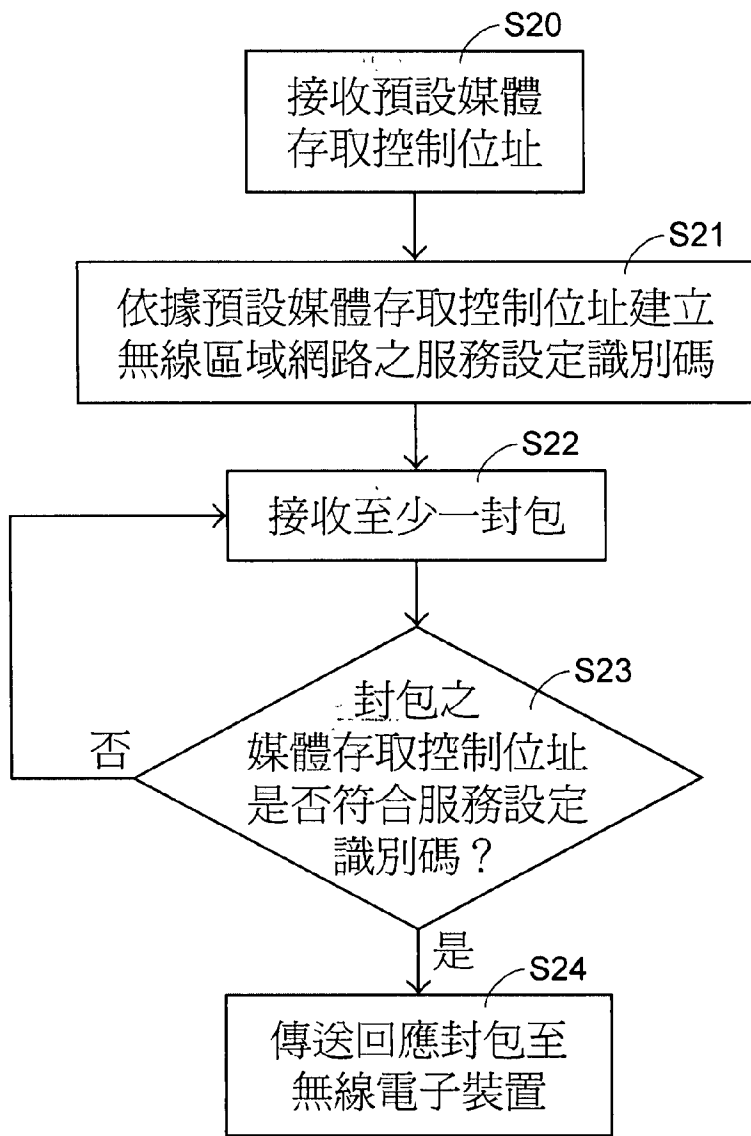 S20
接收預設媒體
存取控制位址
S21
依據預設媒體存取控制位址建立
無線區域網路之服務設定識別碼
S22
接收至少一封包
S23
封包之
媒體存取控制位址
是否符合服務設定
識別碼？
否
是
S24
傳送回應封包至
無線電子裝置